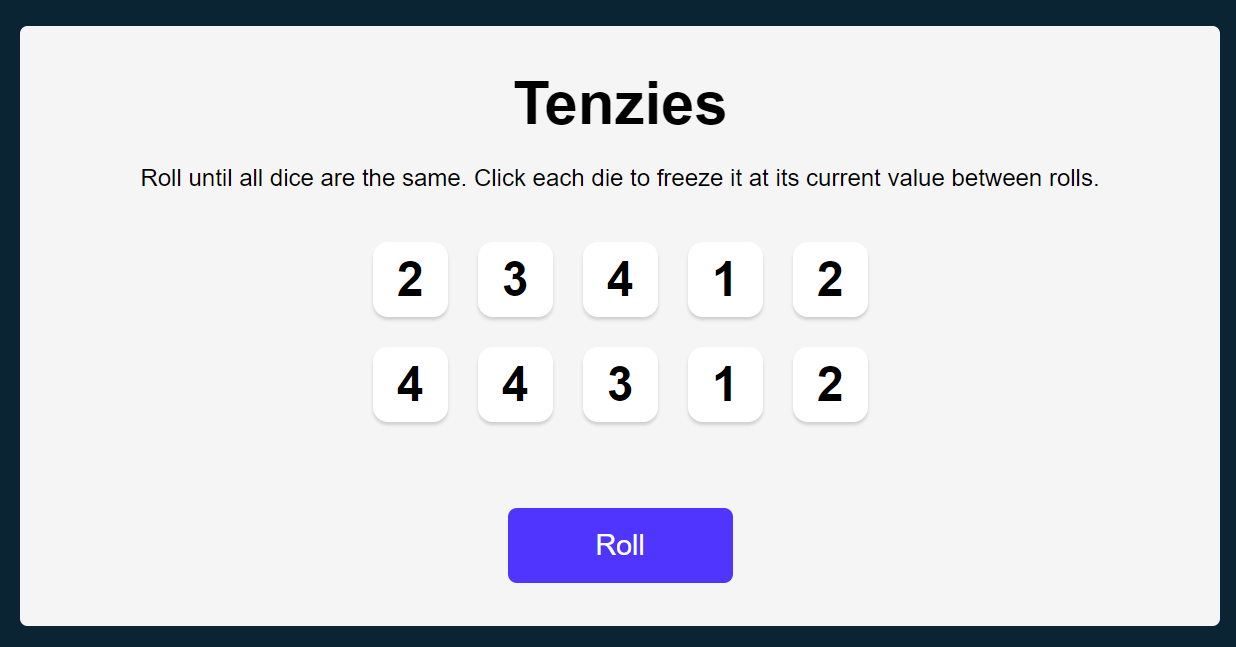 Tenzies
Roll until all dice are the same. Click each die to freeze it at its current value between rolls.
2 3 4 1 2
4 4 3 1 2
Roll